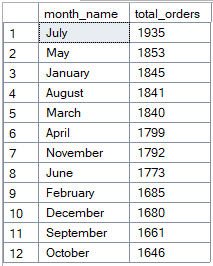 month_name total_orders
1 July 1935
2 May 1853
3 January 1845
4 August 1841
5 March 1840
6 April 1799
7 November 1792
8 June 1773
9 February 1685
10 December 1680
11 September 1661
12 October 1646